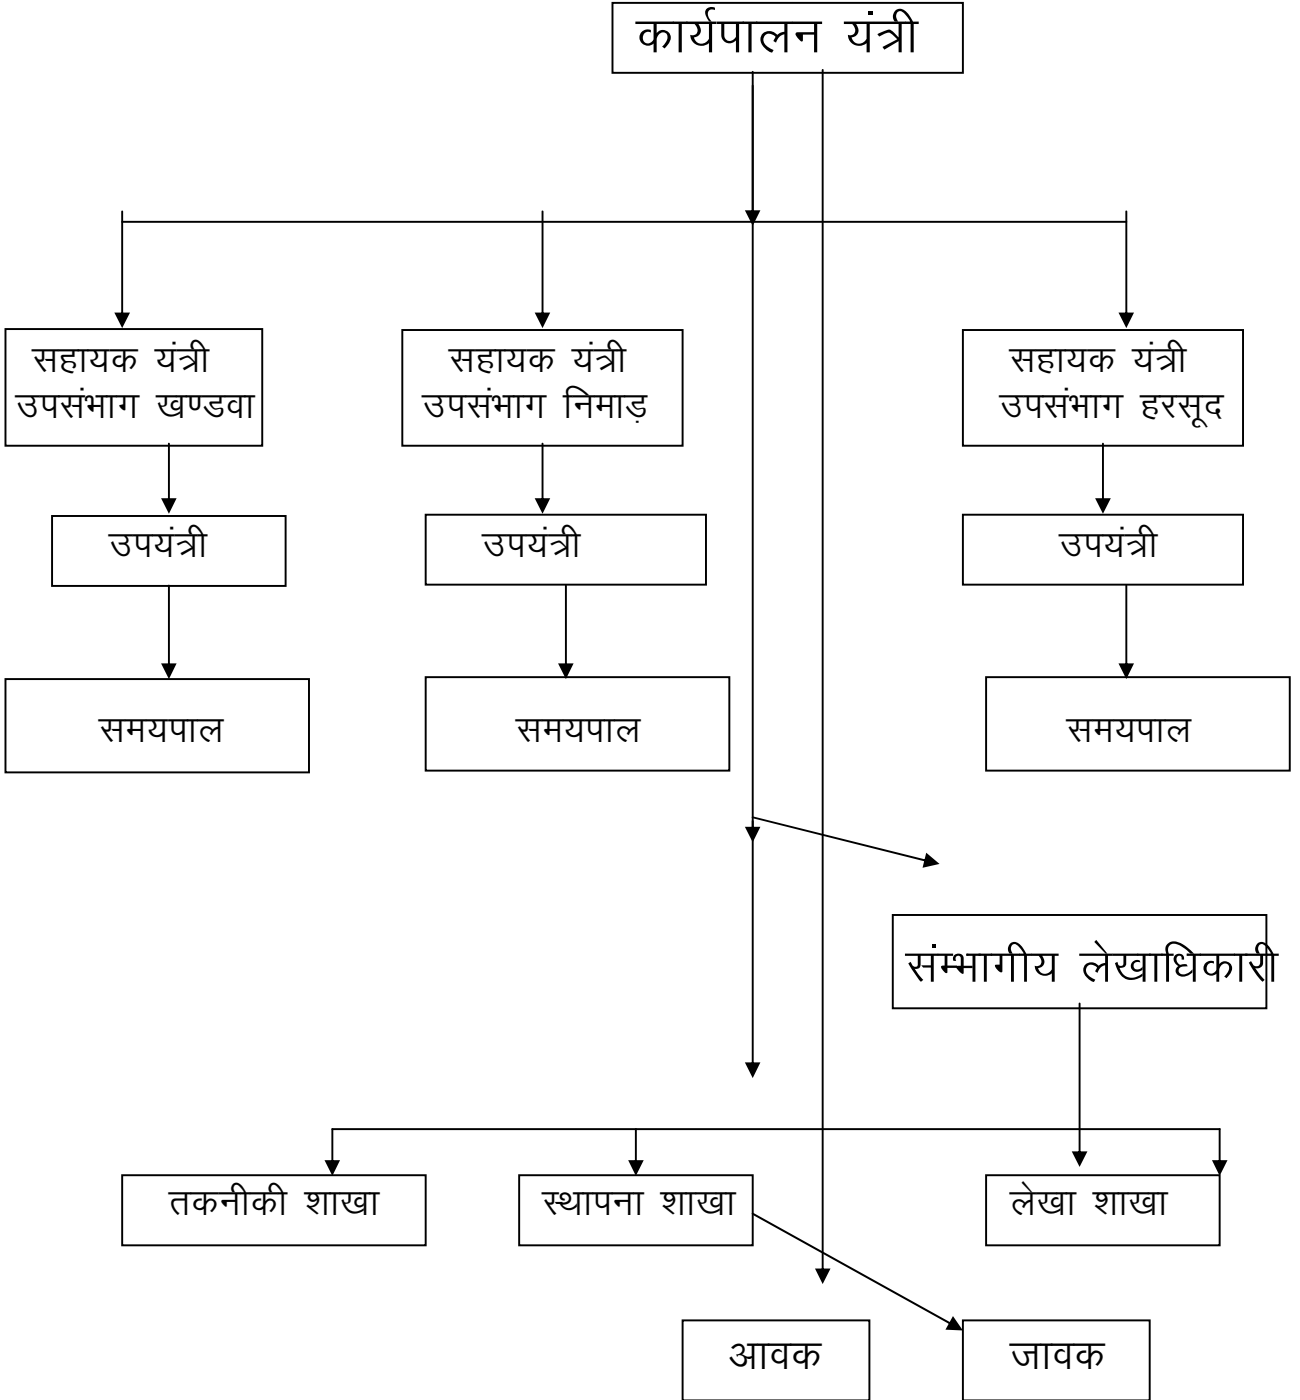 कार्यपालन यंत्री
सहायक यंत्री
उपसंभाग खण्डवा
सहायक यंत्री
उपसंभाग निमाड़
सहायक यंत्री
उपसंभाग हरसूद
उपयंत्री
उपयंत्री
उपयंत्री
समयपाल
समयपाल
समयपाल
संम्भागीय लेखाधिकारी
तकनीकी शाखा
स्थापना शाखा
लेखा शाखा
आवक
जावक